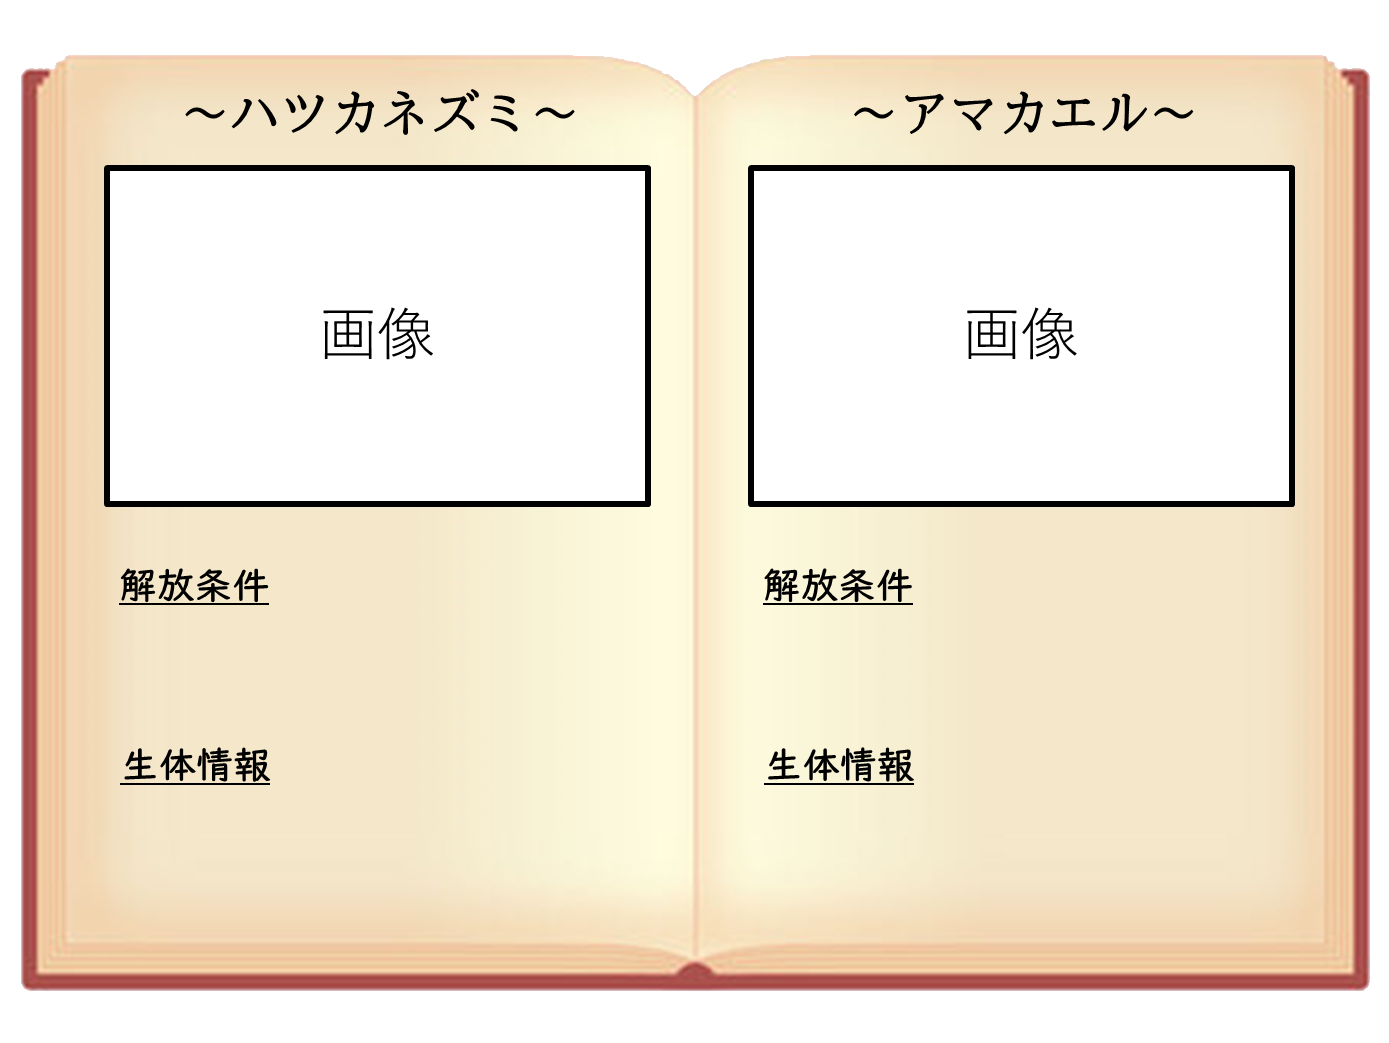 ～ハツカネズミ～
画像
解放条件
生体情報
～アマカエル～
画像
解放条件
生体情報